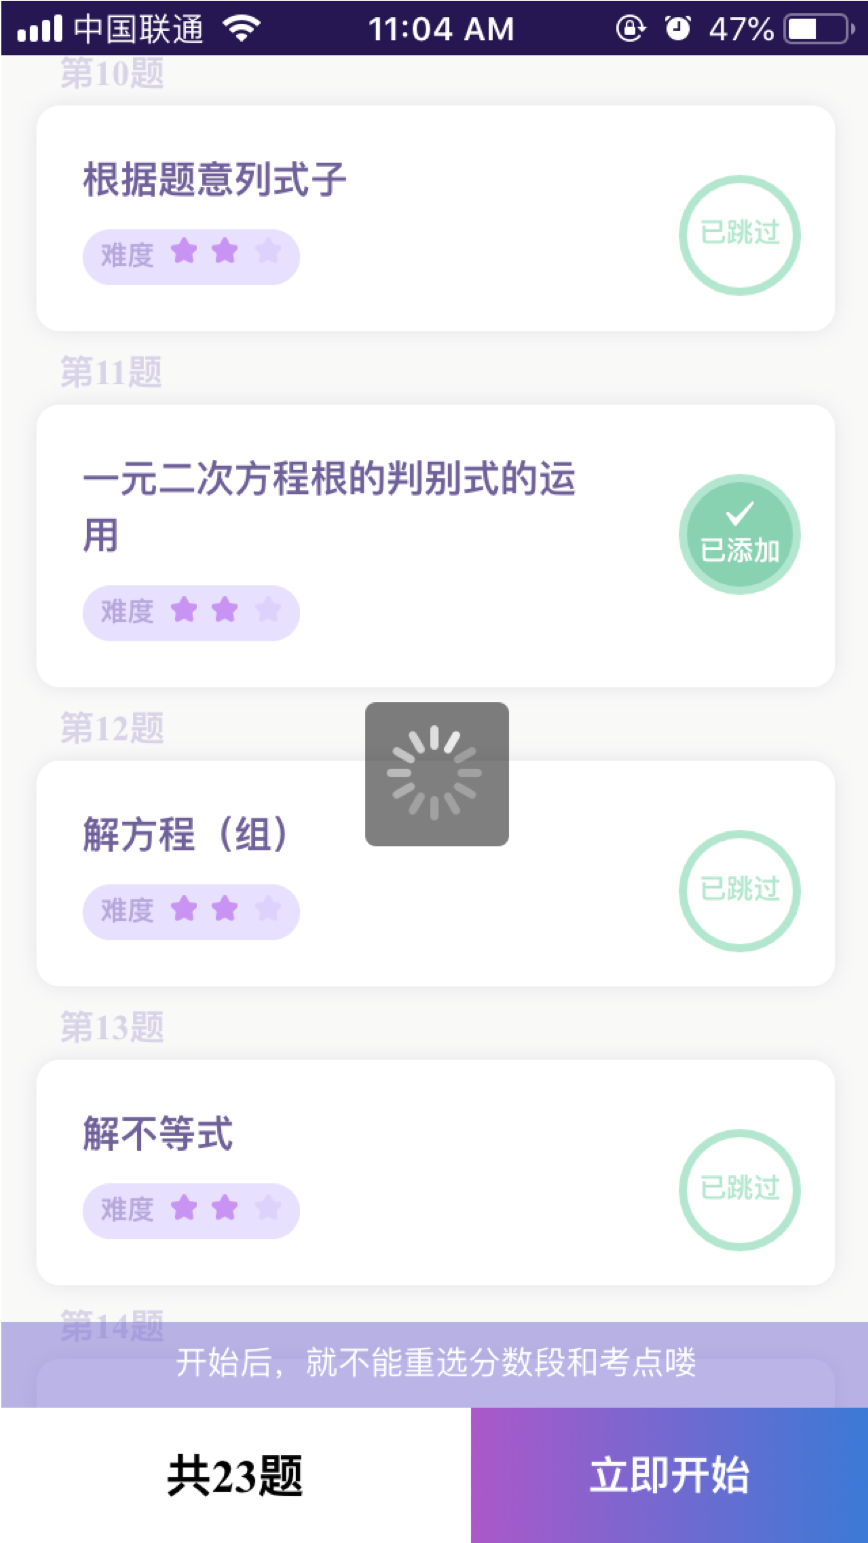 中国联通 11:04 AM 47%
第10题
根据题意列式子
难度
已跳过
第11题
一元二次方程根的判别式的运
用
难度
已添加
第12题
解方程（组）
难度
已跳过
第13题
解不等式
难度
已跳过
第14题
开始后，就不能重选分数段和考点喽
共23题
立即开始